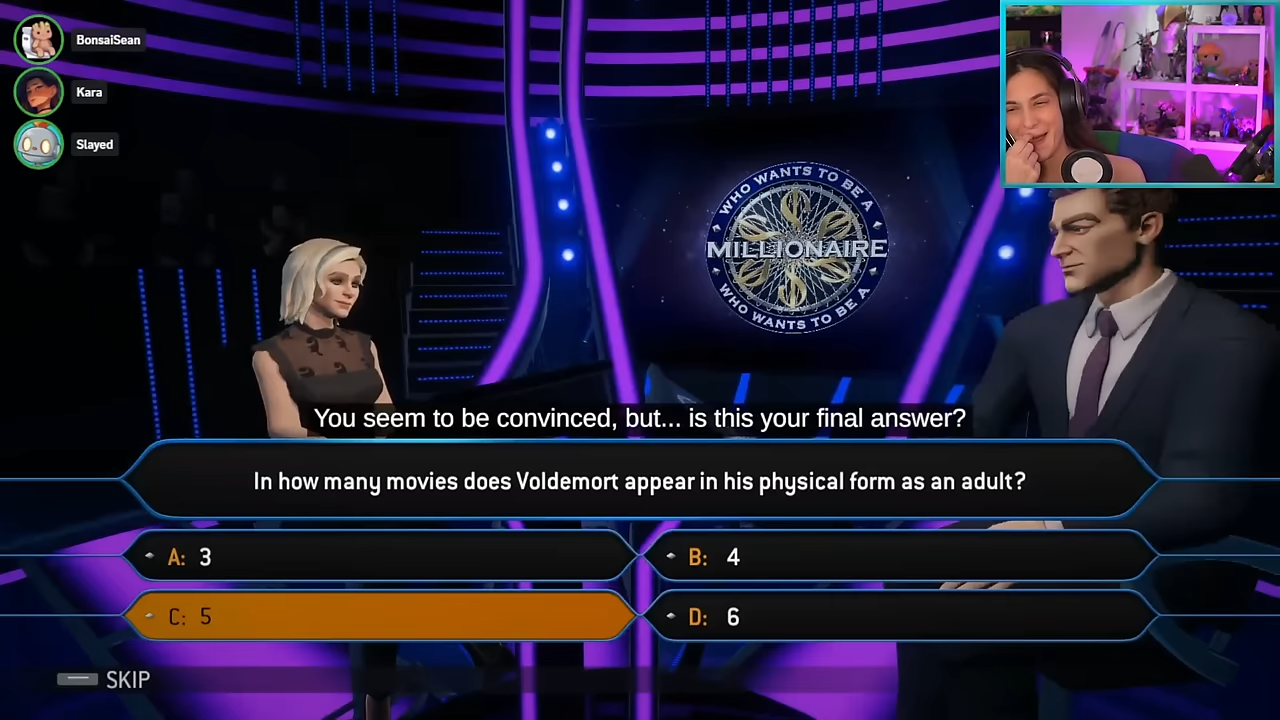 BonsaiSean
Kara
Slayed
WHO WANTS TO BE A
MILLIONAIRE
WHO WANTS TO BE A
You seem to be convinced, but... is this your final answer?
In how many movies does Voldemort appear in his physical form as an adult?
A: 3
B: 4
C: 5
D: 6
SKIP